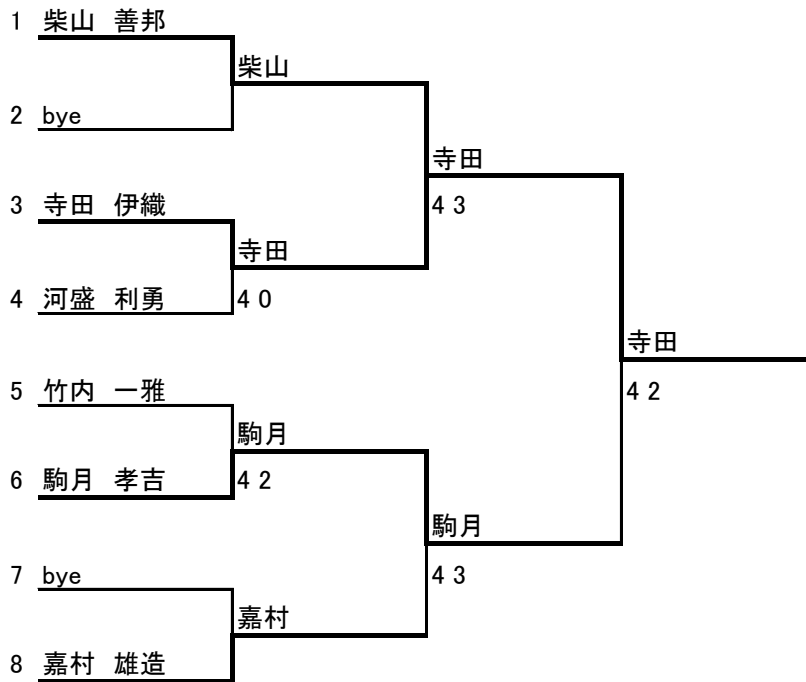 1 柴山 善邦
柴山
2 bye
寺田
3 寺田 伊織
4 3
寺田
4 河盛 利勇
4 0
寺田
5 竹内 一雅
4 2
駒月
6 駒月 孝吉
4 2
駒月
7 bye
4 3
嘉村
8 嘉村 雄造